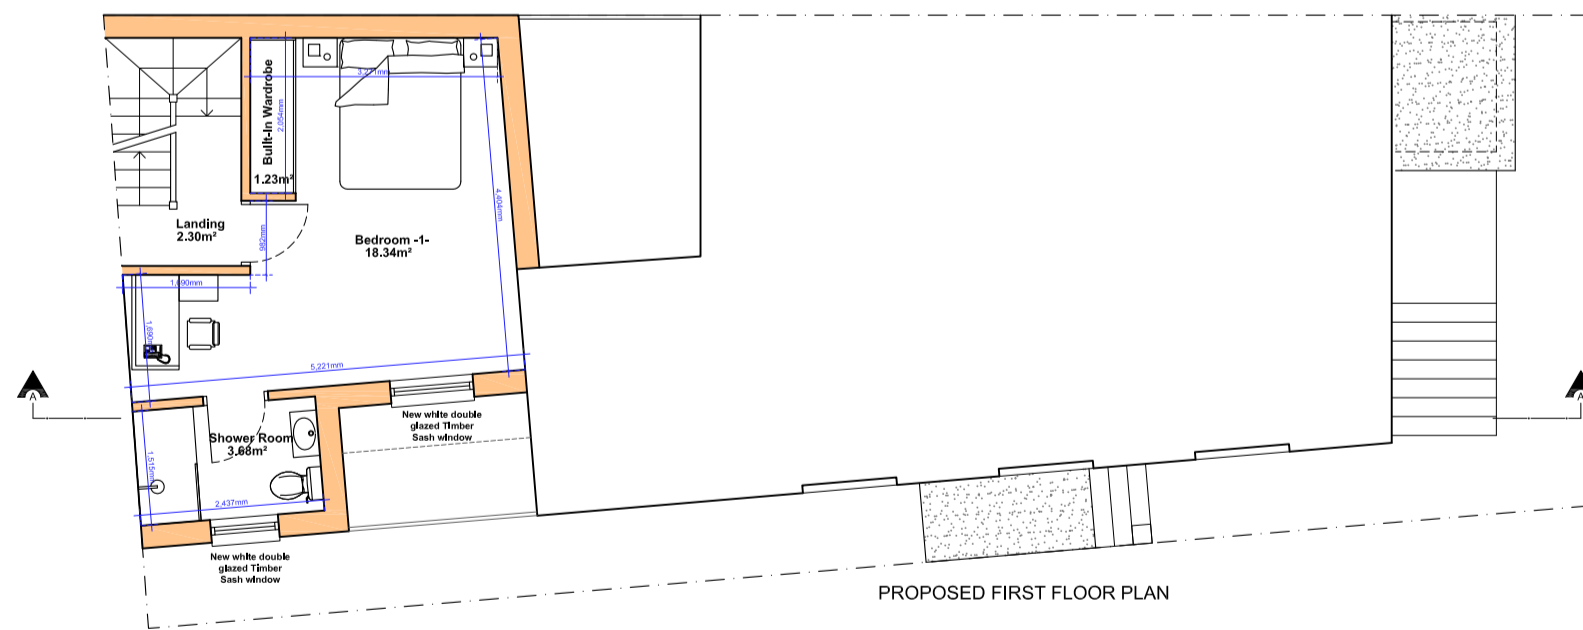 3,271mm
Built-In Wardrobe
2,054mm
1.23m²
4,404mm
Landing
2.30m²
982mm
Bedroom -1-
18.34m²
1,690mm
1,690mm
5,221mm
A
A
New white double
glazed Timber
Sash window
Shower Room
3.68m²
1,515mm
2,437mm
New white double
glazed Timber
Sash window
PROPOSED FIRST FLOOR PLAN